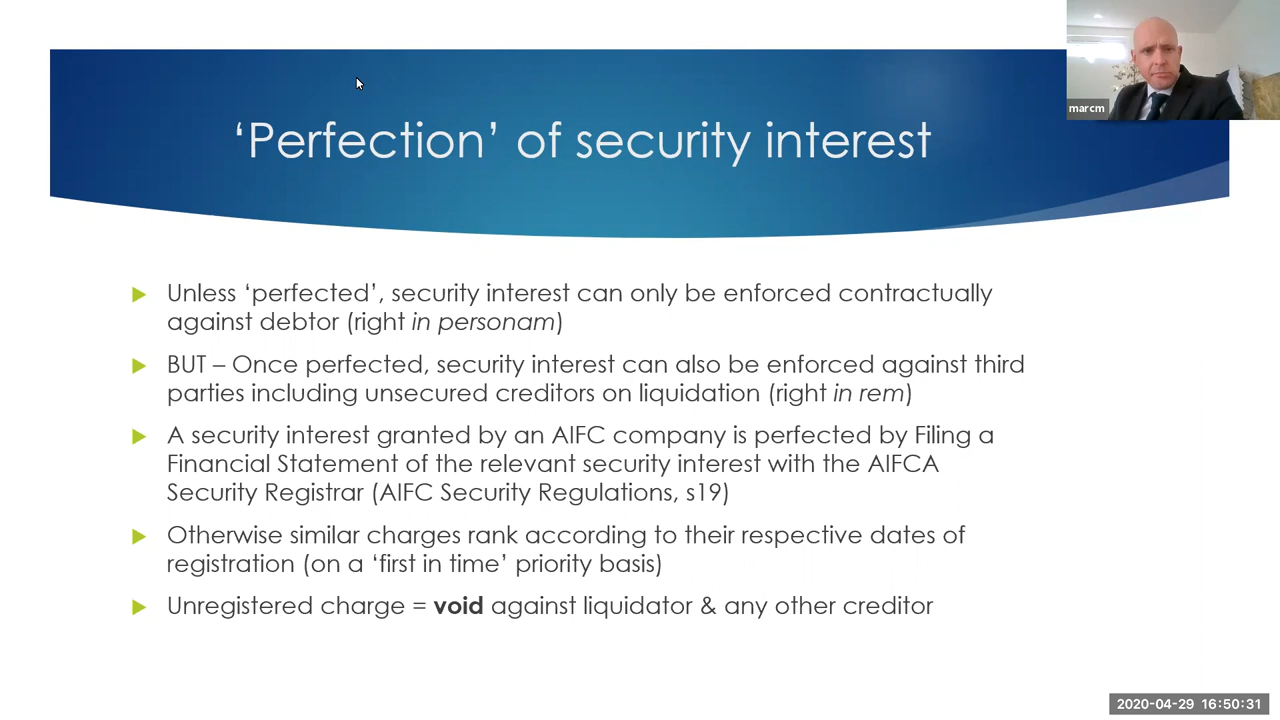 marcm
‘Perfection’ of security interest
Unless ‘perfected’, security interest can only be enforced contractually
against debtor (right in personam)
BUT – Once perfected, security interest can also be enforced against third
parties including unsecured creditors on liquidation (right in rem)
A security interest granted by an AIFC company is perfected by Filing a
Financial Statement of the relevant security interest with the AIFCA
Security Registrar (AIFC Security Regulations, s19)
Otherwise similar charges rank according to their respective dates of
registration (on a ‘first in time’ priority basis)
Unregistered charge = void against liquidator & any other creditor
2020-04-29 16:50:31